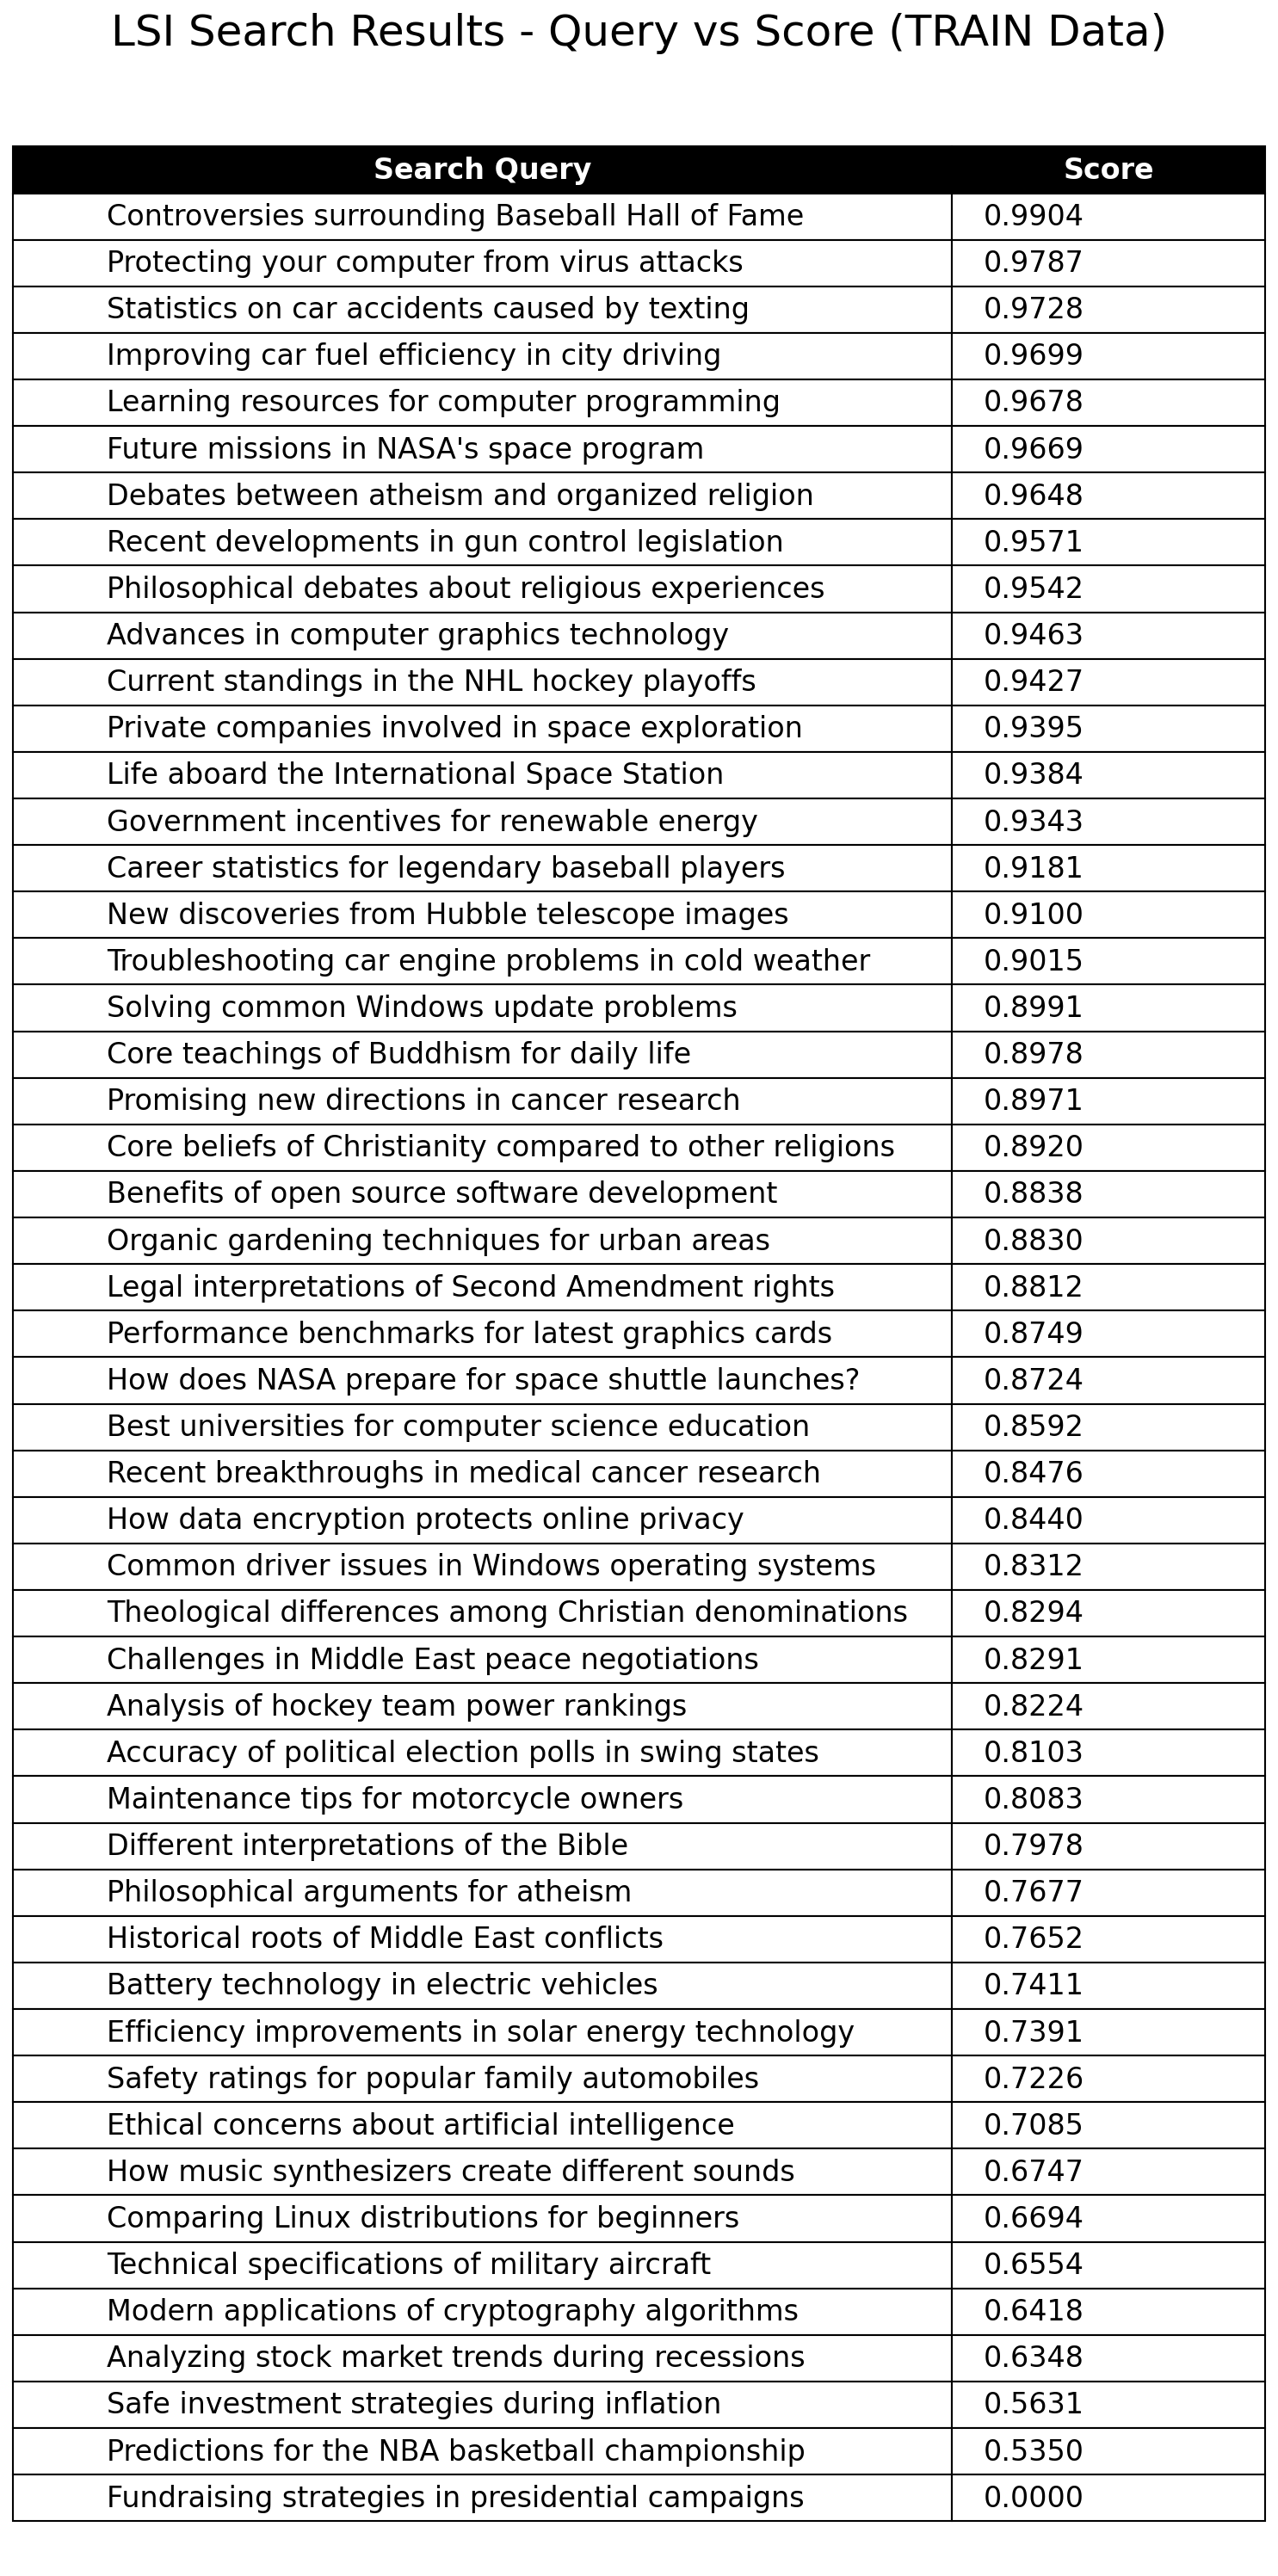 LSI Search Results - Query vs Score (TRAIN Data)
Search Query Score
Controversies surrounding Baseball Hall of Fame 0.9904
Protecting your computer from virus attacks 0.9787
Statistics on car accidents caused by texting 0.9728
Improving car fuel efficiency in city driving 0.9699
Learning resources for computer programming 0.9678
Future missions in NASA's space program 0.9669
Debates between atheism and organized religion 0.9648
Recent developments in gun control legislation 0.9571
Philosophical debates about religious experiences 0.9542
Advances in computer graphics technology 0.9463
Current standings in the NHL hockey playoffs 0.9427
Private companies involved in space exploration 0.9395
Life aboard the International Space Station 0.9384
Government incentives for renewable energy 0.9343
Career statistics for legendary baseball players 0.9181
New discoveries from Hubble telescope images 0.9100
Troubleshooting car engine problems in cold weather 0.9015
Solving common Windows update problems 0.8991
Core teachings of Buddhism for daily life 0.8978
Promising new directions in cancer research 0.8971
Core beliefs of Christianity compared to other religions 0.8920
Benefits of open source software development 0.8838
Organic gardening techniques for urban areas 0.8830
Legal interpretations of Second Amendment rights 0.8812
Performance benchmarks for latest graphics cards 0.8749
How does NASA prepare for space shuttle launches? 0.8724
Best universities for computer science education 0.8592
Recent breakthroughs in medical cancer research 0.8476
How data encryption protects online privacy 0.8440
Common driver issues in Windows operating systems 0.8312
Theological differences among Christian denominations 0.8294
Challenges in Middle East peace negotiations 0.8291
Analysis of hockey team power rankings 0.8224
Accuracy of political election polls in swing states 0.8103
Maintenance tips for motorcycle owners 0.8083
Different interpretations of the Bible 0.7978
Philosophical arguments for atheism 0.7677
Historical roots of Middle East conflicts 0.7652
Battery technology in electric vehicles 0.7411
Efficiency improvements in solar energy technology 0.7391
Safety ratings for popular family automobiles 0.7226
Ethical concerns about artificial intelligence 0.7085
How music synthesizers create different sounds 0.6747
Comparing Linux distributions for beginners 0.6694
Technical specifications of military aircraft 0.6554
Modern applications of cryptography algorithms 0.6418
Analyzing stock market trends during recessions 0.6348
Safe investment strategies during inflation 0.5631
Predictions for the NBA basketball championship 0.5350
Fundraising strategies in presidential campaigns 0.0000